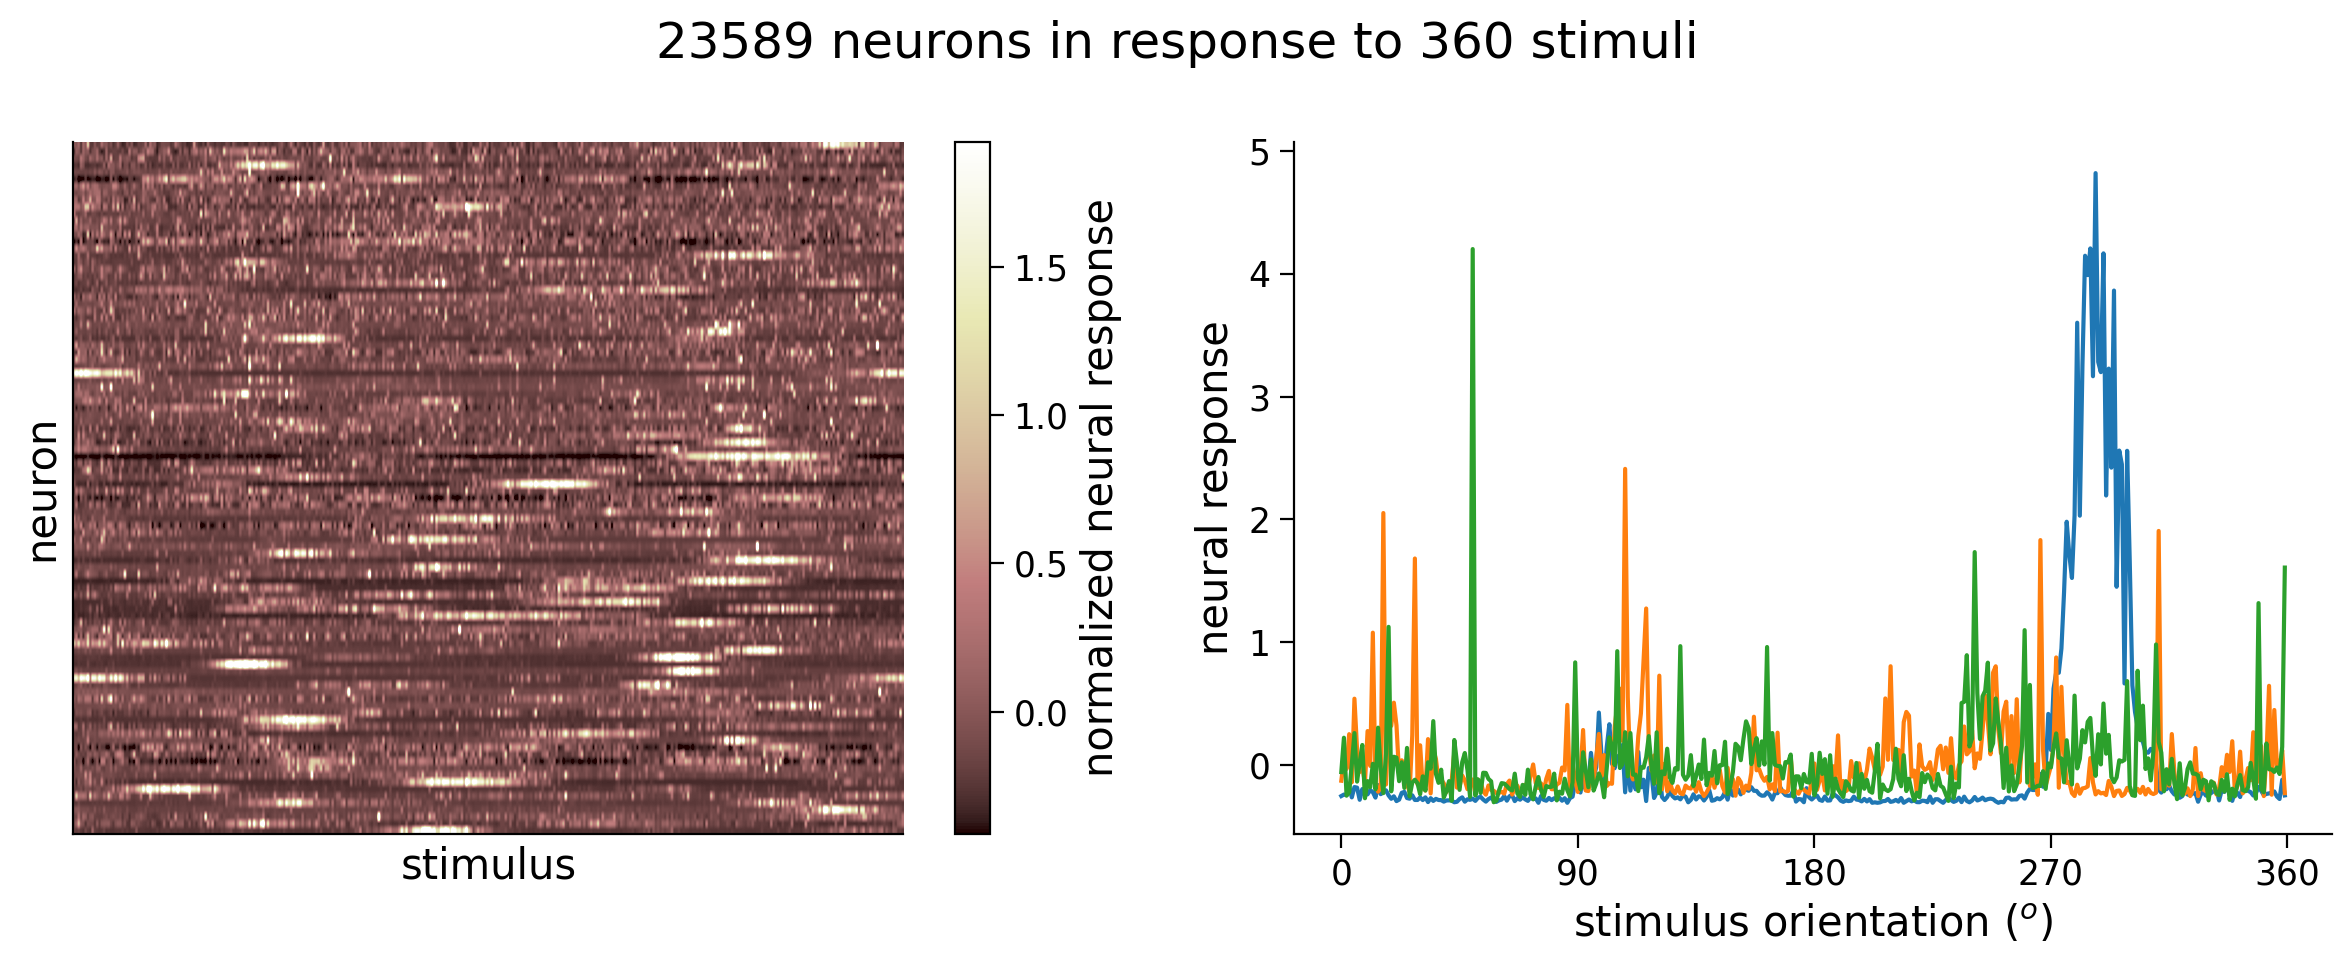 23589 neurons in response to 360 stimuli
neuron
stimulus
1.5
1.0
0.5
0.0
normalized neural response
5
4
3
2
1
0
neural response
0 90 180 270 360
stimulus orientation (°)